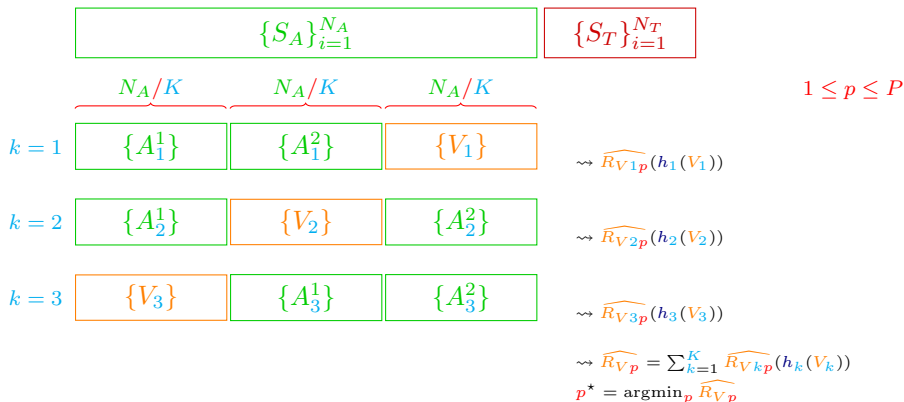 {S_A}_{i=1}^{N_A} {S_T}_{i=1}^{N_T}
N_A/K N_A/K N_A/K 1 ≤ p ≤ P
k = 1 {A_1^1} {A_1^2} {V_1} ⇝ \widehat{R_{V1p}}(h_1(V_1))
k = 2 {A_2^1} {V_2} {A_2^2} ⇝ \widehat{R_{V2p}}(h_2(V_2))
k = 3 {V_3} {A_3^1} {A_3^2} ⇝ \widehat{R_{V3p}}(h_3(V_3))
⇝ \widehat{R_{Vp}} = ∑_{k=1}^{K} \widehat{R_{Vkp}}(h_k(V_k))
p^⋆ = argmin_p \widehat{R_{Vp}}